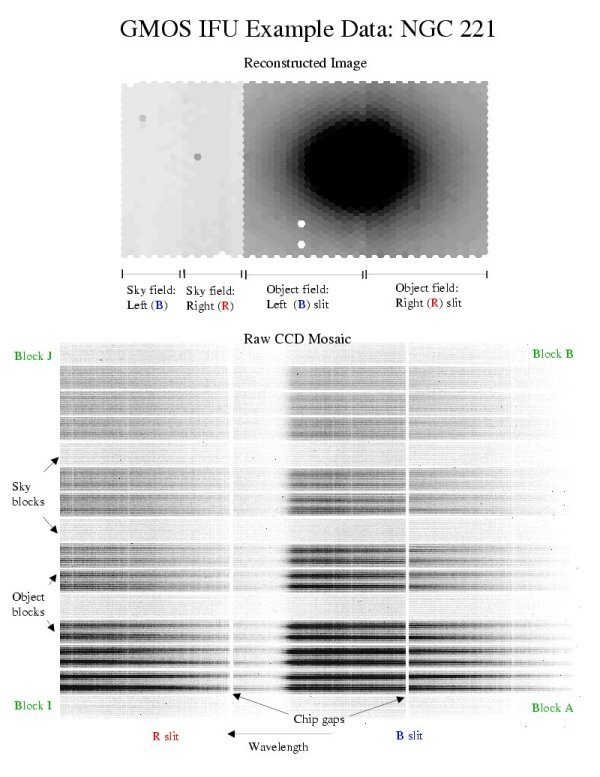 GMOS IFU Example Data: NGC 221
Reconstructed Image
Sky field:
Left (B)
Sky field:
Right (R)
Object field:
Left (B) slit
Object field:
Right (R) slit
Raw CCD Mosaic
Block J
Block B
Sky
blocks
Object
blocks
Block I
Block A
Chip gaps
R slit
B slit
Wavelength